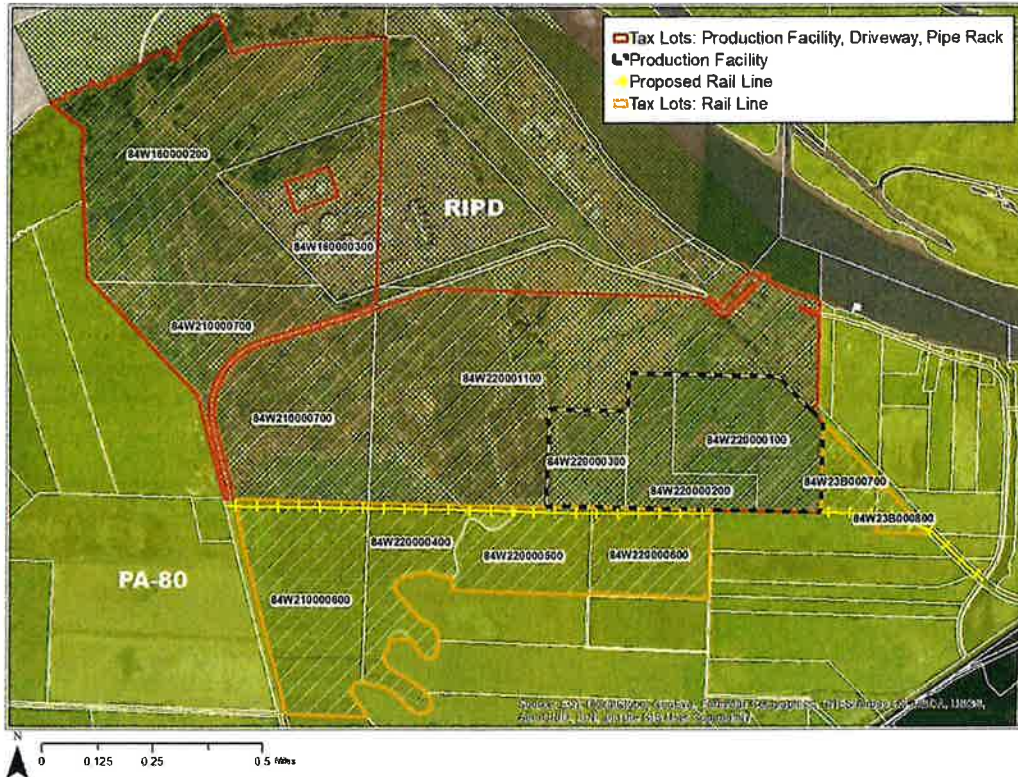 Tax Lots: Production Facility, Driveway, Pipe Rack
Production Facility
Proposed Rail Line
Tax Lots: Rail Line
84W160000200
RIPD
84W160000300
84W210000700
84W220001100
84W210000700
84W220000100
84W220000300
84W23B000700
84W220000200
84W23B000800
84W220000400
84W220000500
84W220000600
PA-80
84W210000600
N
0 0.125 0.25 0.5 Miles